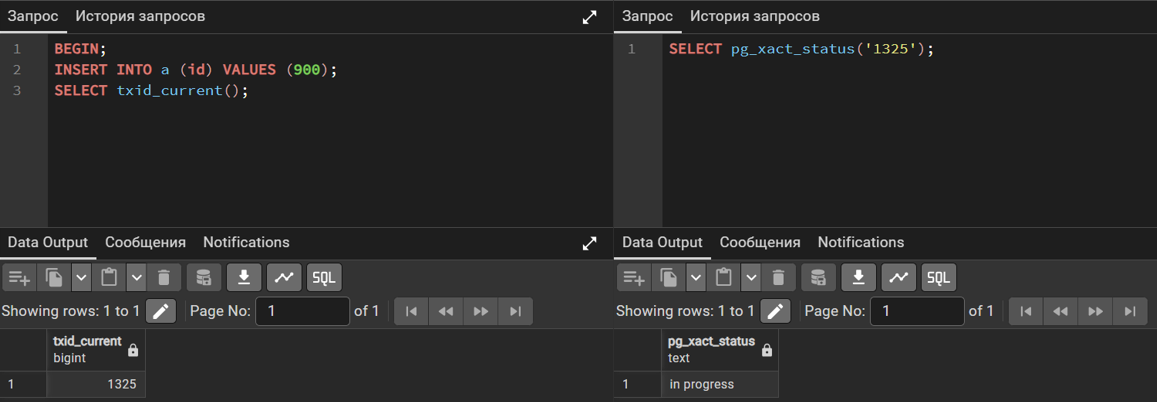 Запрос История запросов
1 BEGIN;
2 INSERT INTO a (id) VALUES (900);
3 SELECT txid_current();
Data Output Сообщения Notifications
SQL
Showing rows: 1 to 1 Page No: 1 of 1
txid_current
bigint
1 1325
Запрос История запросов
1 SELECT pg_xact_status('1325');
Data Output Сообщения Notifications
SQL
Showing rows: 1 to 1 Page No: 1 of 1
pg_xact_status
text
1 in progress